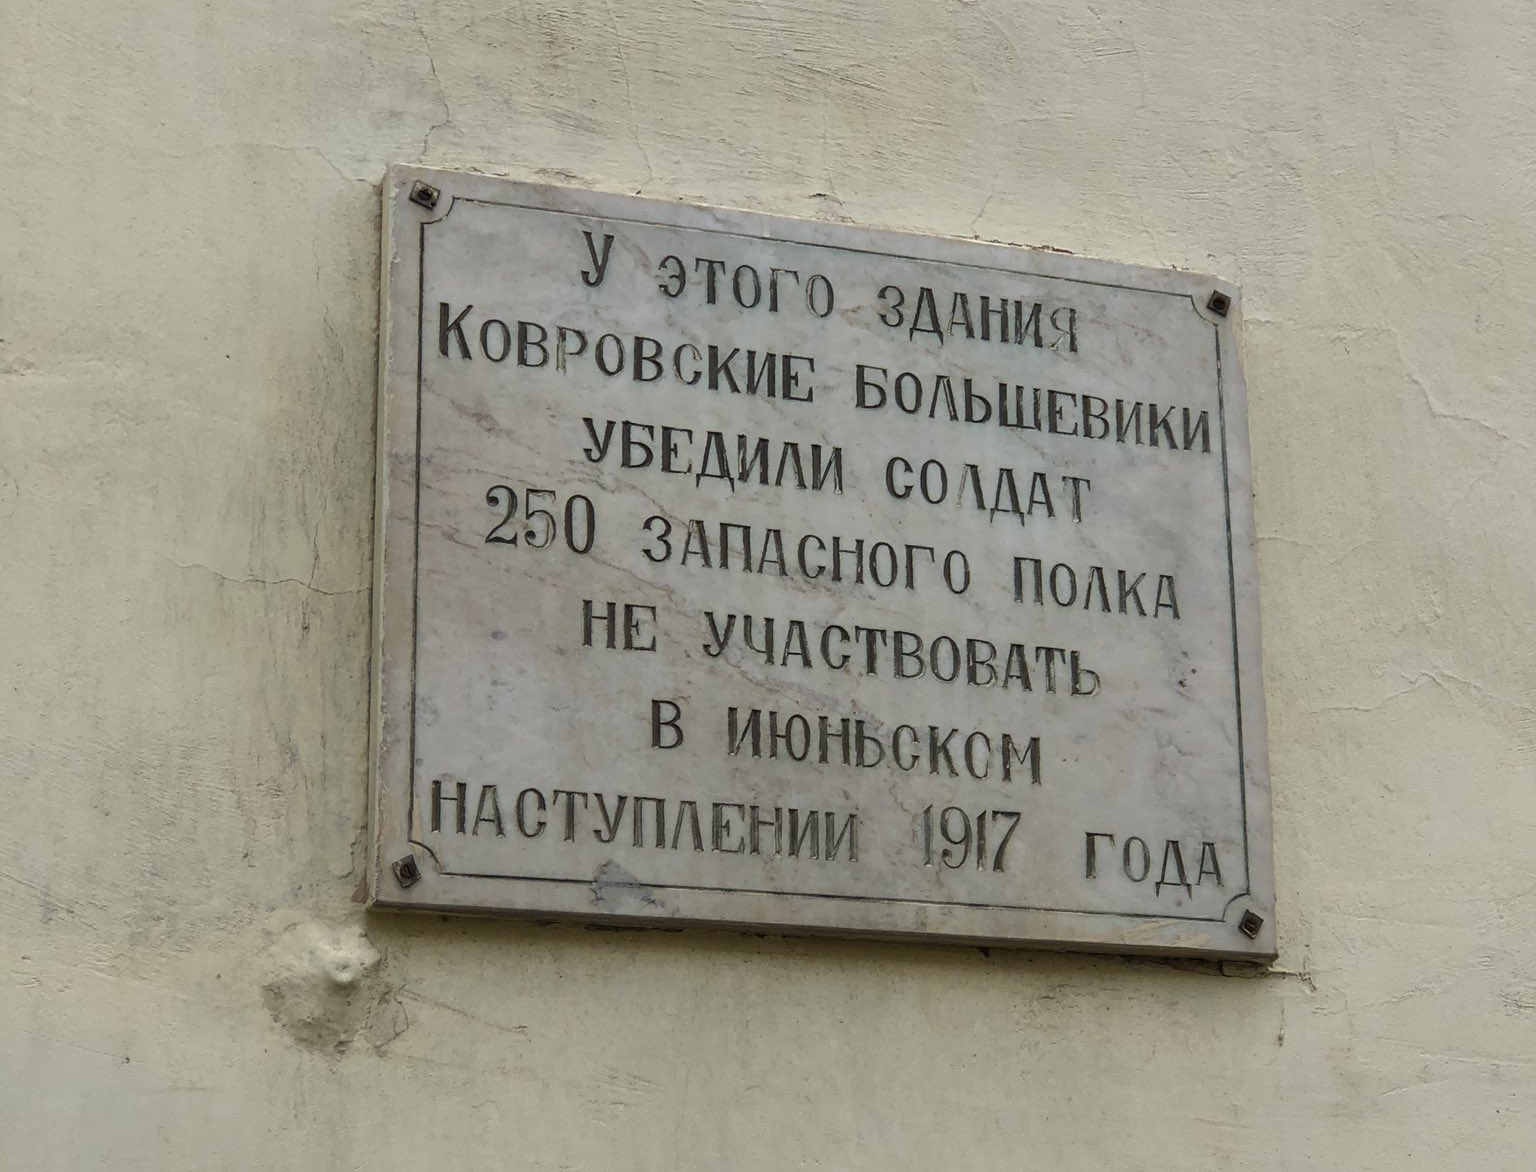 У ЭТОГО ЗДАНИЯ
КОВРОВСКИЕ БОЛЬШЕВИКИ
УБЕДИЛИ СОЛДАТ
250 ЗАПАСНОГО ПОЛКА
НЕ УЧАСТВОВАТЬ
В ИЮНЬСКОМ
НАСТУПЛЕНИИ 1917 ГОДА